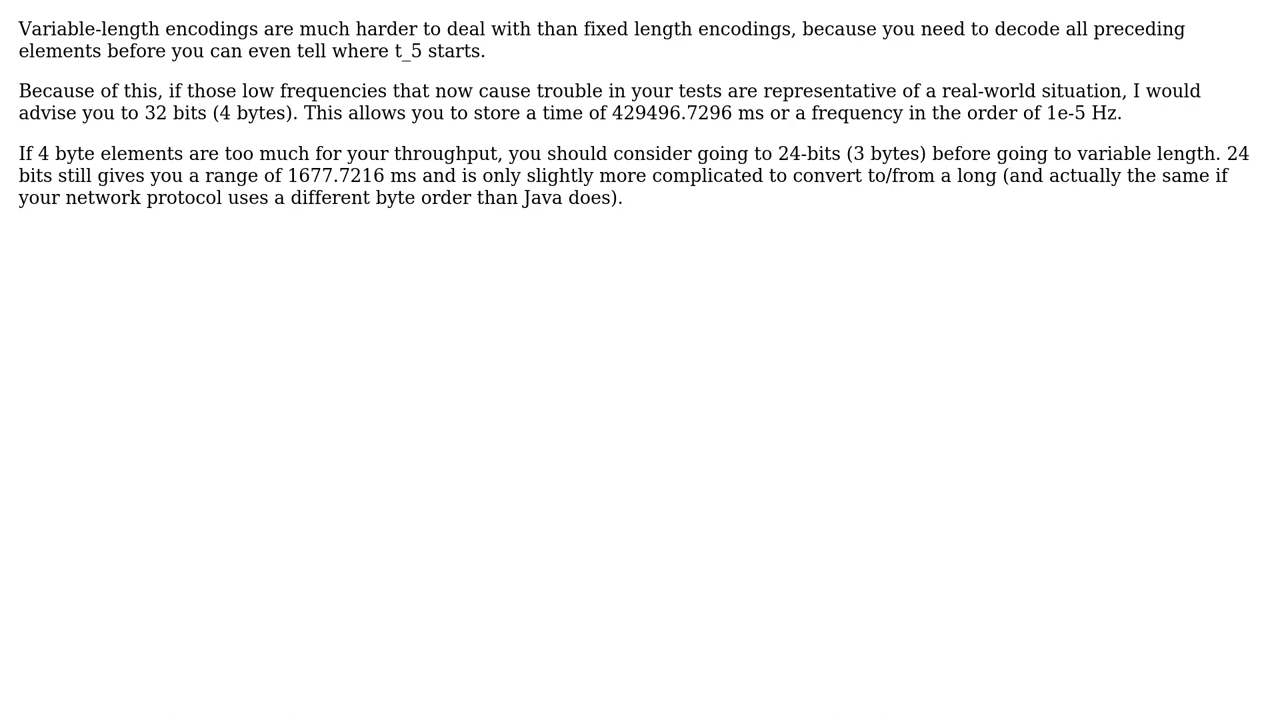 Variable-length encodings are much harder to deal with than fixed length encodings, because you need to decode all preceding
elements before you can even tell where t_5 starts.
Because of this, if those low frequencies that now cause trouble in your tests are representative of a real-world situation, I would
advise you to 32 bits (4 bytes). This allows you to store a time of 429496.7296 ms or a frequency in the order of 1e-5 Hz.
If 4 byte elements are too much for your throughput, you should consider going to 24-bits (3 bytes) before going to variable length. 24
bits still gives you a range of 1677.7216 ms and is only slightly more complicated to convert to/from a long (and actually the same if
your network protocol uses a different byte order than Java does).